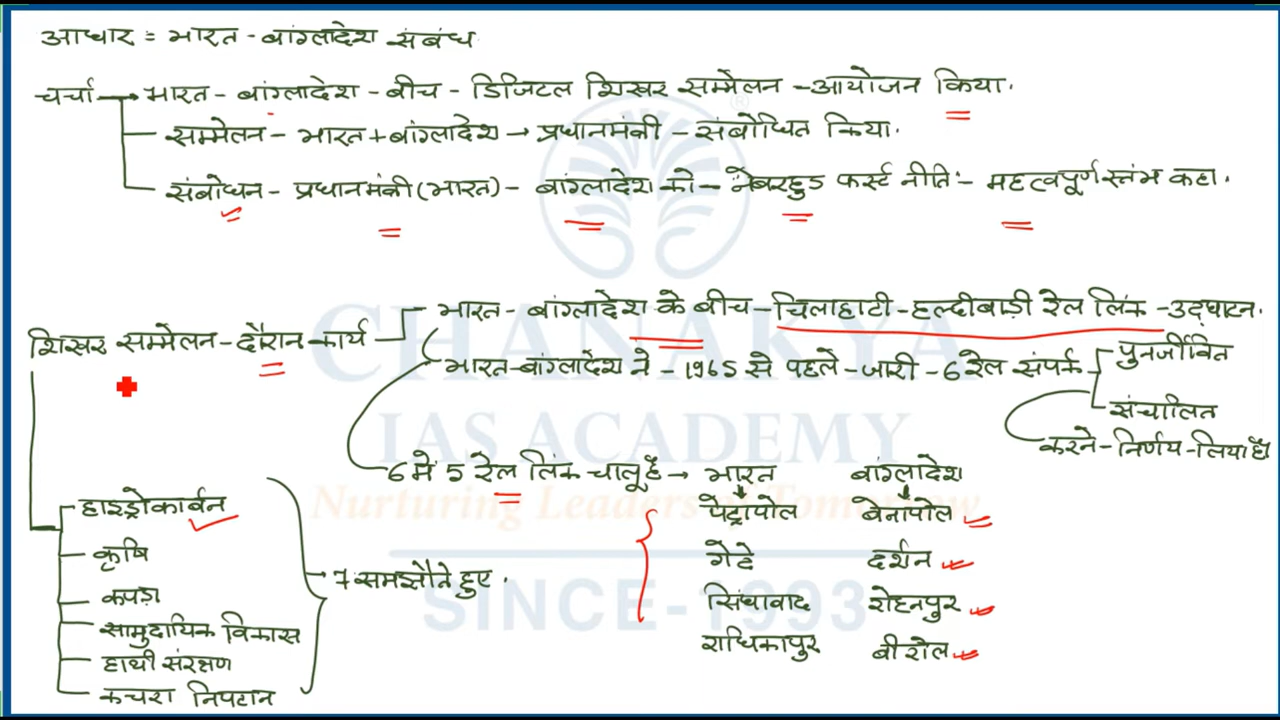 आधार = भारत - बांग्लादेश संबंध
चर्चा → भारत - बांग्लादेश - बीच - डिजिटल शिखर सम्मेलन - आयोजन किया.
सम्मेलन - भारत + बांग्लादेश → प्रधानमंत्री - संबोधित किया.
संबोधन - प्रधानमंत्री (भारत) - बांग्लादेश को - नेबरहुड फर्स्ट नीति - महत्वपूर्ण स्तंभ कहा.
शिखर सम्मेलन - दौरान कार्य
भारत - बांग्लादेश के बीच - चिलाहाटी - हल्दीबाड़ी रेल लिंक - उद्घाटन.
भारत-बांग्लादेश ने - 1965 से पहले - जारी - 6 रेल संपर्क
पुनर्जीवित
संचालित
करने - निर्णय - लिया है
6 में 5 रेल लिंक चालू है → भारत बांग्लादेश
पेट्रापोल बेनापोल
गेदे दर्शन
सिंधावाद रोहनपुर
राधिकापुर बीरोल
हाइड्रोकार्बन
कृषि
कपड़ा
सामुदायिक विकास
हाथी संरक्षण
कचरा निपटान
7 समझौते हुए.
CHANAKYA
IAS ACADEMY
Nurturing Leaders of Tomorrow
SINCE-1993